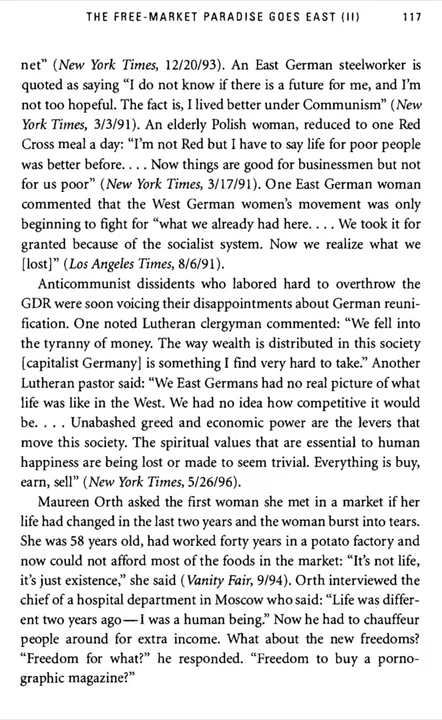 THE FREE-MARKET PARADISE GOES EAST (II) 117
net” (New York Times, 12/20/93). An East German steelworker is
quoted as saying “I do not know if there is a future for me, and I’m
not too hopeful. The fact is, I lived better under Communism” (New
York Times, 3/3/91). An elderly Polish woman, reduced to one Red
Cross meal a day: “I’m not Red but I have to say life for poor people
was better before. . . . Now things are good for businessmen but not
for us poor” (New York Times, 3/17/91). One East German woman
commented that the West German women’s movement was only
beginning to fight for “what we already had here. . . . We took it for
granted because of the socialist system. Now we realize what we
[lost]” (Los Angeles Times, 8/6/91).
Anticommunist dissidents who labored hard to overthrow the
GDR were soon voicing their disappointments about German reuni-
fication. One noted Lutheran clergyman commented: “We fell into
the tyranny of money. The way wealth is distributed in this society
[capitalist Germany] is something I find very hard to take.” Another
Lutheran pastor said: “We East Germans had no real picture of what
life was like in the West. We had no idea how competitive it would
be. . . . Unabashed greed and economic power are the levers that
move this society. The spiritual values that are essential to human
happiness are being lost or made to seem trivial. Everything is buy,
earn, sell” (New York Times, 5/26/96).
Maureen Orth asked the first woman she met in a market if her
life had changed in the last two years and the woman burst into tears.
She was 58 years old, had worked forty years in a potato factory and
now could not afford most of the foods in the market: “It’s not life,
it’s just existence,” she said (Vanity Fair, 9/94). Orth interviewed the
chief of a hospital department in Moscow who said: “Life was differ-
ent two years ago—I was a human being.” Now he had to chauffeur
people around for extra income. What about the new freedoms?
“Freedom for what?” he responded. “Freedom to buy a porno-
graphic magazine?”